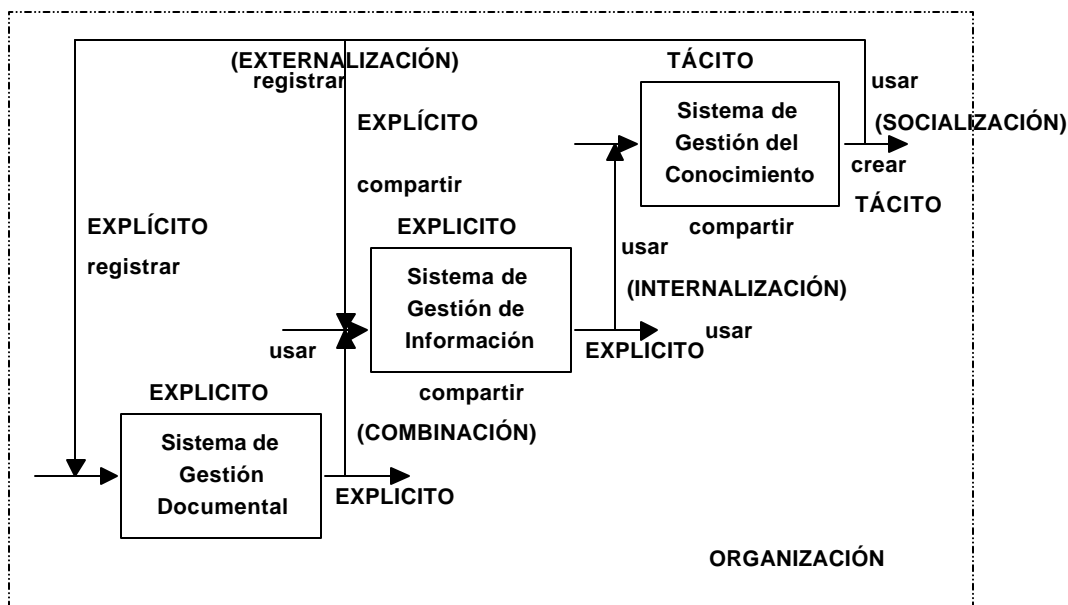 (EXTERNALIZACIÓN)
registrar
TÁCITO
usar
Sistema de
Gestión del
Conocimiento
(SOCIALIZACIÓN)
crear
TÁCITO
EXPLÍCITO
compartir
compartir
EXPLÍCITO
registrar
EXPLICITO
usar
Sistema de
Gestión de
Información
(INTERNALIZACIÓN)
usar
EXPLICITO
usar
EXPLICITO
compartir
(COMBINACIÓN)
Sistema de
Gestión
Documental
EXPLICITO
ORGANIZACIÓN